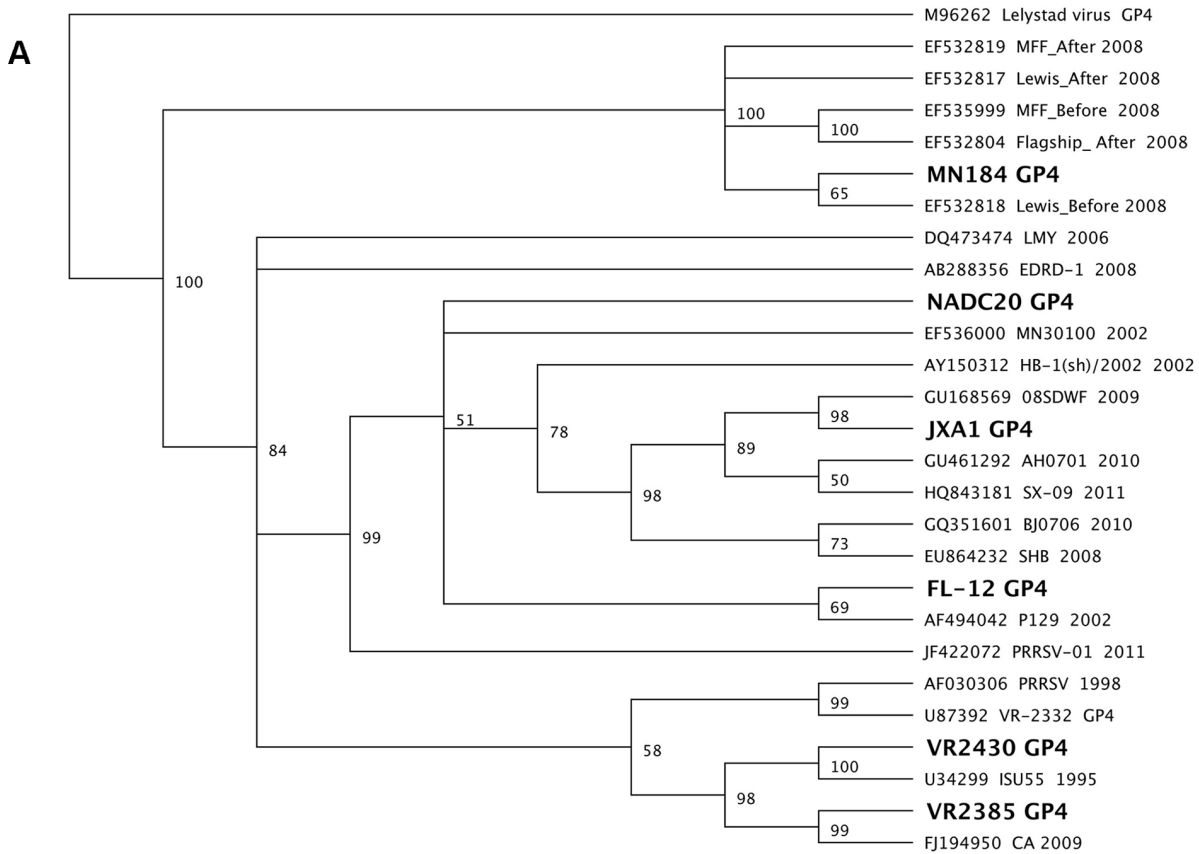 A
M96262 Lelystad virus GP4
EF532819 MFF_After 2008
EF532817 Lewis_After 2008
100
EF535999 MFF_Before 2008
100
EF532804 Flagship_ After 2008
MN184 GP4
65
EF532818 Lewis_Before 2008
DQ473474 LMY 2006
AB288356 EDRD-1 2008
100
NADC20 GP4
EF536000 MN30100 2002
AY150312 HB-1(sh)/2002 2002
GU168569 08SDWF 2009
51
98
78
JXA1 GP4
84
89
GU461292 AH0701 2010
50
98
HQ843181 SX-09 2011
GQ351601 BJ0706 2010
99
73
EU864232 SHB 2008
FL-12 GP4
69
AF494042 P129 2002
JF422072 PRRSV-01 2011
AF030306 PRRSV 1998
99
U87392 VR-2332 GP4
58
VR2430 GP4
100
U34299 ISU55 1995
98
VR2385 GP4
99
FJ194950 CA 2009